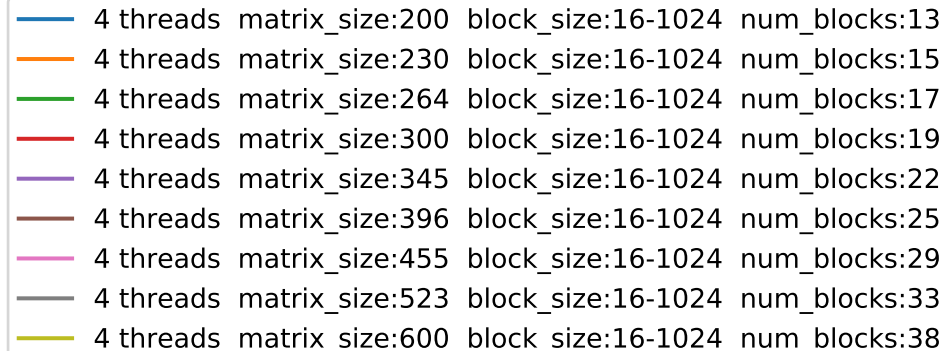 4 threads matrix_size:200 block_size:16-1024 num_blocks:13
4 threads matrix_size:230 block_size:16-1024 num_blocks:15
4 threads matrix_size:264 block_size:16-1024 num_blocks:17
4 threads matrix_size:300 block_size:16-1024 num_blocks:19
4 threads matrix_size:345 block_size:16-1024 num_blocks:22
4 threads matrix_size:396 block_size:16-1024 num_blocks:25
4 threads matrix_size:455 block_size:16-1024 num_blocks:29
4 threads matrix_size:523 block_size:16-1024 num_blocks:33
4 threads matrix_size:600 block_size:16-1024 num_blocks:38